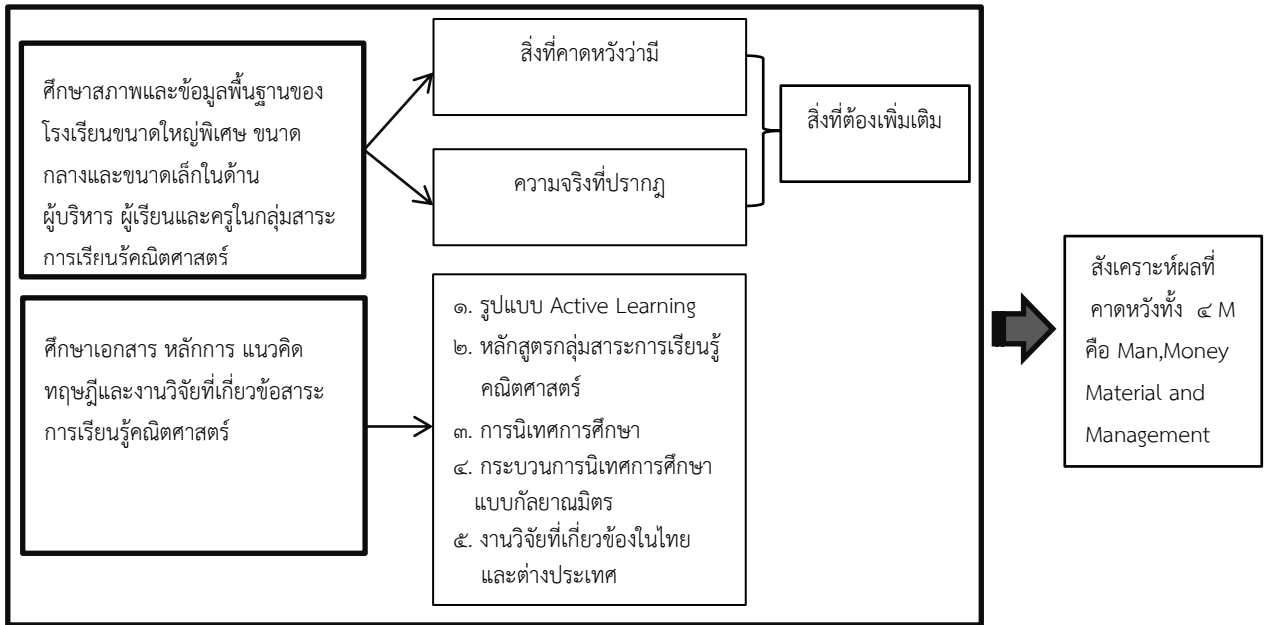 ศึกษาสภาพและข้อมูลพื้นฐานของ
โรงเรียนขนาดใหญ่พิเศษ ขนาด
กลางและขนาดเล็กในด้าน
ผู้บริหาร ผู้เรียนและครูในกลุ่มสาระ
การเรียนรู้คณิตศาสตร์
สิ่งที่คาดหวังว่ามี
ความจริงที่ปรากฎ
สิ่งที่ต้องเพิ่มเติม
ศึกษาเอกสาร หลักการ แนวคิด
ทฤษฎีและงานวิจัยที่เกี่ยวข้อสาระ
การเรียนรู้คณิตศาสตร์
๑. รูปแบบ Active Learning
๒. หลักสูตรกลุ่มสาระการเรียนรู้
คณิตศาสตร์
๓. การนิเทศการศึกษา
๔. กระบวนการนิเทศการศึกษา
แบบกัลยาณมิตร
๕. งานวิจัยที่เกี่ยวข้องในไทย
และต่างประเทศ
สังเคราะห์ผลที่
คาดหวังทั้ง ๔ M
คือ Man,Money
Material and
Management